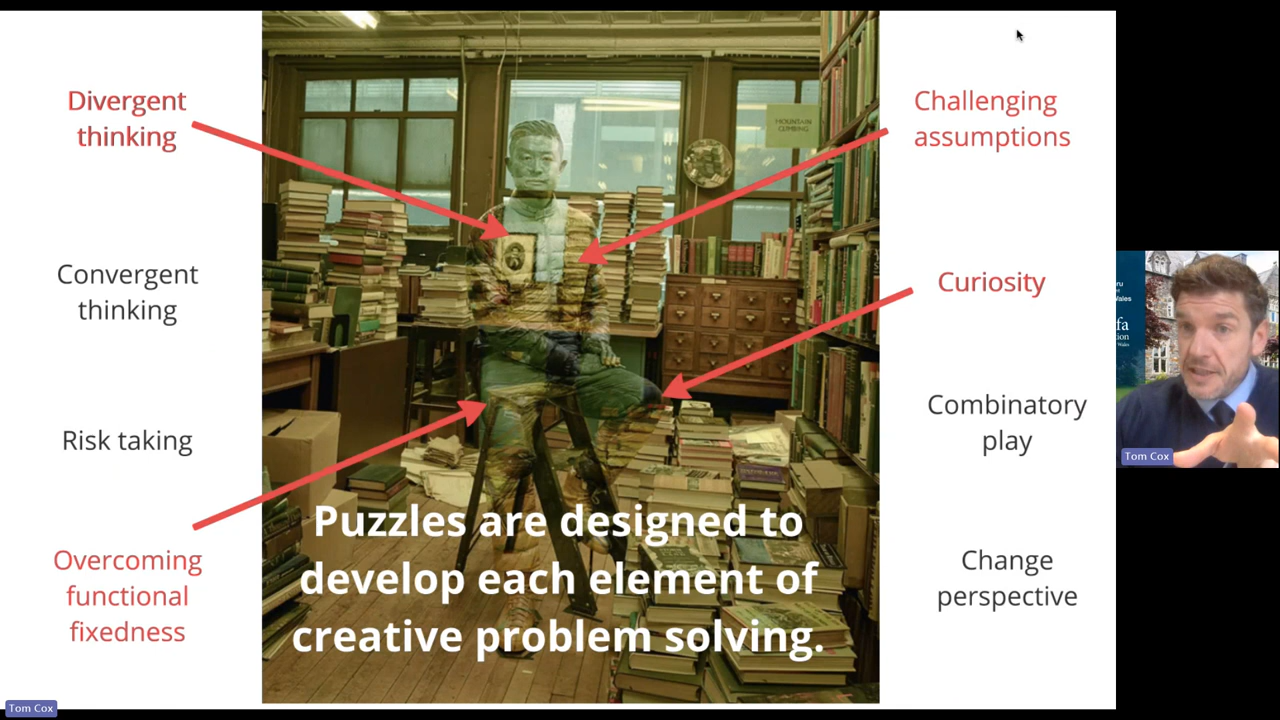 Divergent
thinking
Convergent
thinking
Risk taking
Overcoming
functional
fixedness
MOUNTAIN
CLIMBING
Puzzles are designed to
develop each element of
creative problem solving.
Challenging
assumptions
Curiosity
Combinatory
play
Change
perspective
Wales
Tom Cox
Tom Cox